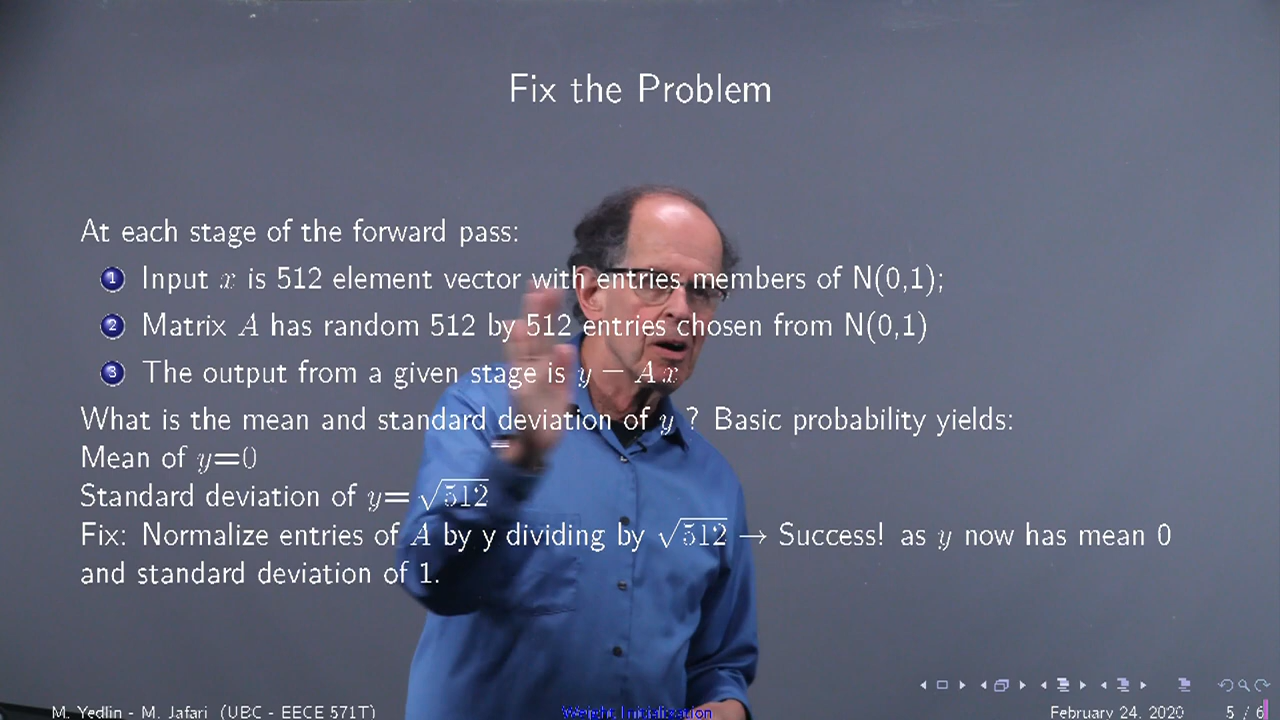 Fix the Problem
At each stage of the forward pass:
1 Input x is 512 element vector with entries members of N(0,1);
2 Matrix A has random 512 by 512 entries chosen from N(0,1)
3 The output from a given stage is y = A x
What is the mean and standard deviation of y ? Basic probability yields:
Mean of y=0
Standard deviation of y= √512
Fix: Normalize entries of A by y dividing by √512 → Success! as y now has mean 0
and standard deviation of 1.
M. Yedlin - M. Jafari (UBC - EECE 571T) Weight Initialization February 24, 2020 5 / 6